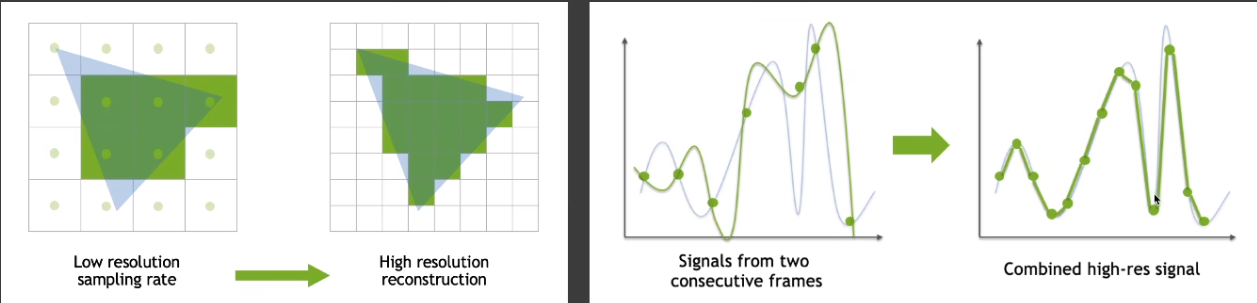 Low resolution
sampling rate
High resolution
reconstruction
Signals from two
consecutive frames
Combined high-res signal